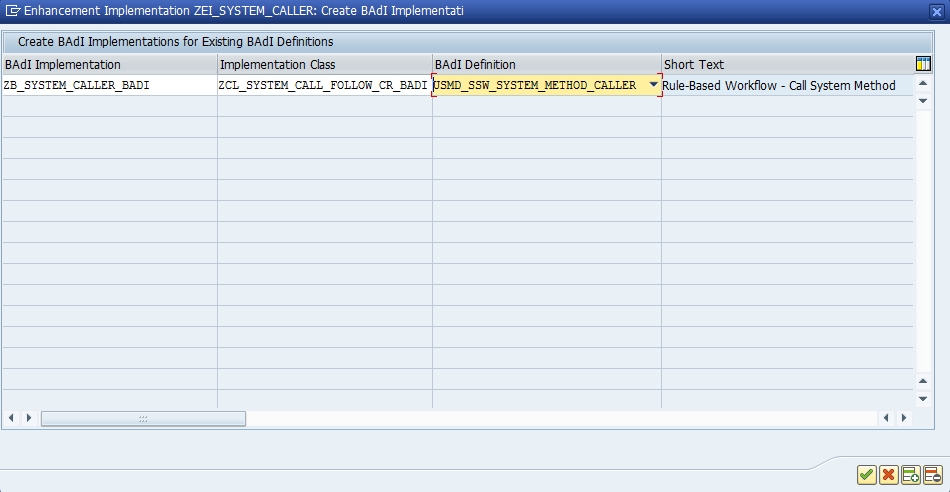 Enhancement Implementation ZEI_SYSTEM_CALLER: Create BAdI Implementati
Create BAdI Implementations for Existing BAdI Definitions
BAdI Implementation Implementation Class BAdI Definition Short Text
ZB_SYSTEM_CALLER_BADI ZCL_SYSTEM_CALL_FOLLOW_CR_BADI USMD_SSW_SYSTEM_METHOD_CALLER Rule-Based Workflow - Call System Method